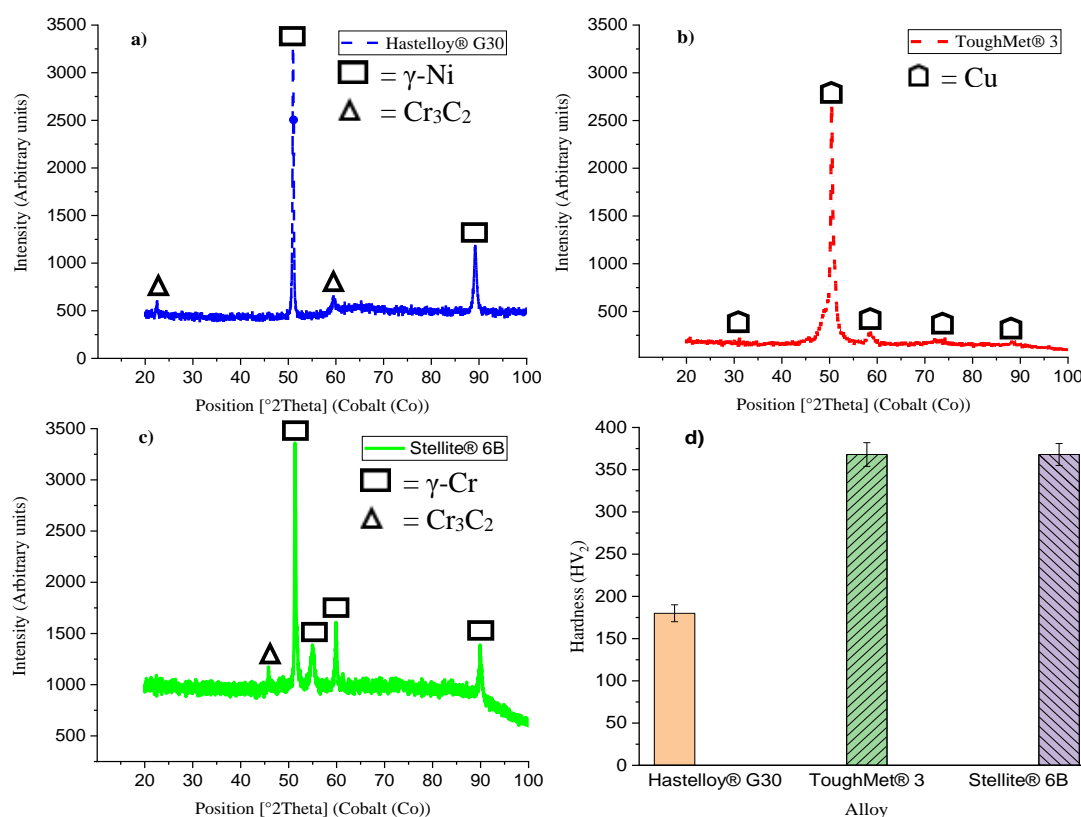 a)
Hastelloy® G30
= γ-Ni
= Cr₃C₂
3500
3000
2500
2000
1500
1000
500
0
Intensity (Arbitrary units)
20 30 40 50 60 70 80 90 100
Position [°2Theta] (Cobalt (Co))
b)
ToughMet® 3
= Cu
3500
3000
2500
2000
1500
1000
500
Intensity (Arbitrary units)
20 30 40 50 60 70 80 90 100
Position [°2Theta] (Cobalt (Co))
c)
Stellite® 6B
= γ-Cr
= Cr₃C₂
3500
3000
2500
2000
1500
1000
500
Intensity (Arbitrary units)
20 30 40 50 60 70 80 90 100
Position [°2Theta] (Cobalt (Co))
d)
400
350
300
250
200
150
100
50
0
Hardness (HV₂)
Hastelloy® G30 ToughMet® 3 Stellite® 6B
Alloy